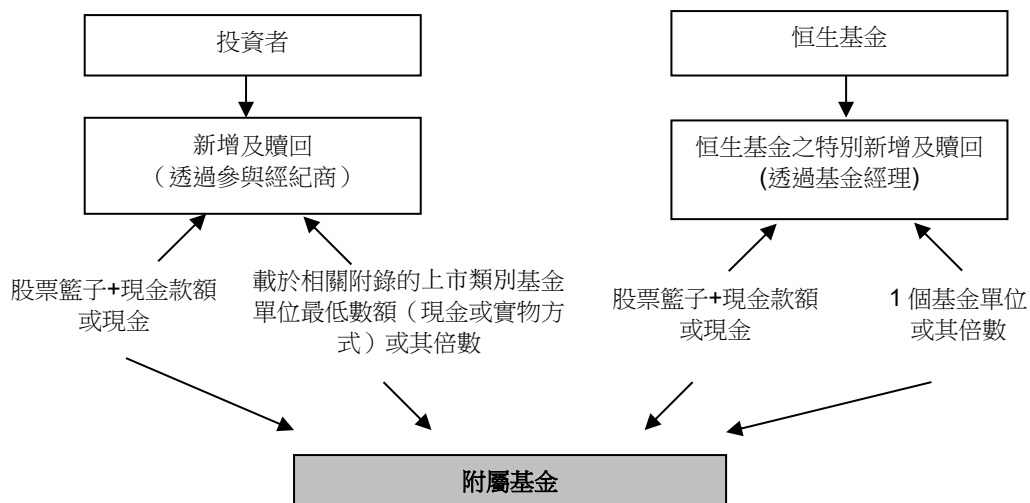 投資者
恒生基金
新增及贖回
（透過參與經紀商）
恒生基金之特別新增及贖回
(透過基金經理)
股票籃子+現金款額
或現金
載於相關附錄的上市類別基金
單位最低數額（現金或實物方
式）或其倍數
股票籃子+現金款額
或現金
1 個基金單位
或其倍數
附屬基金